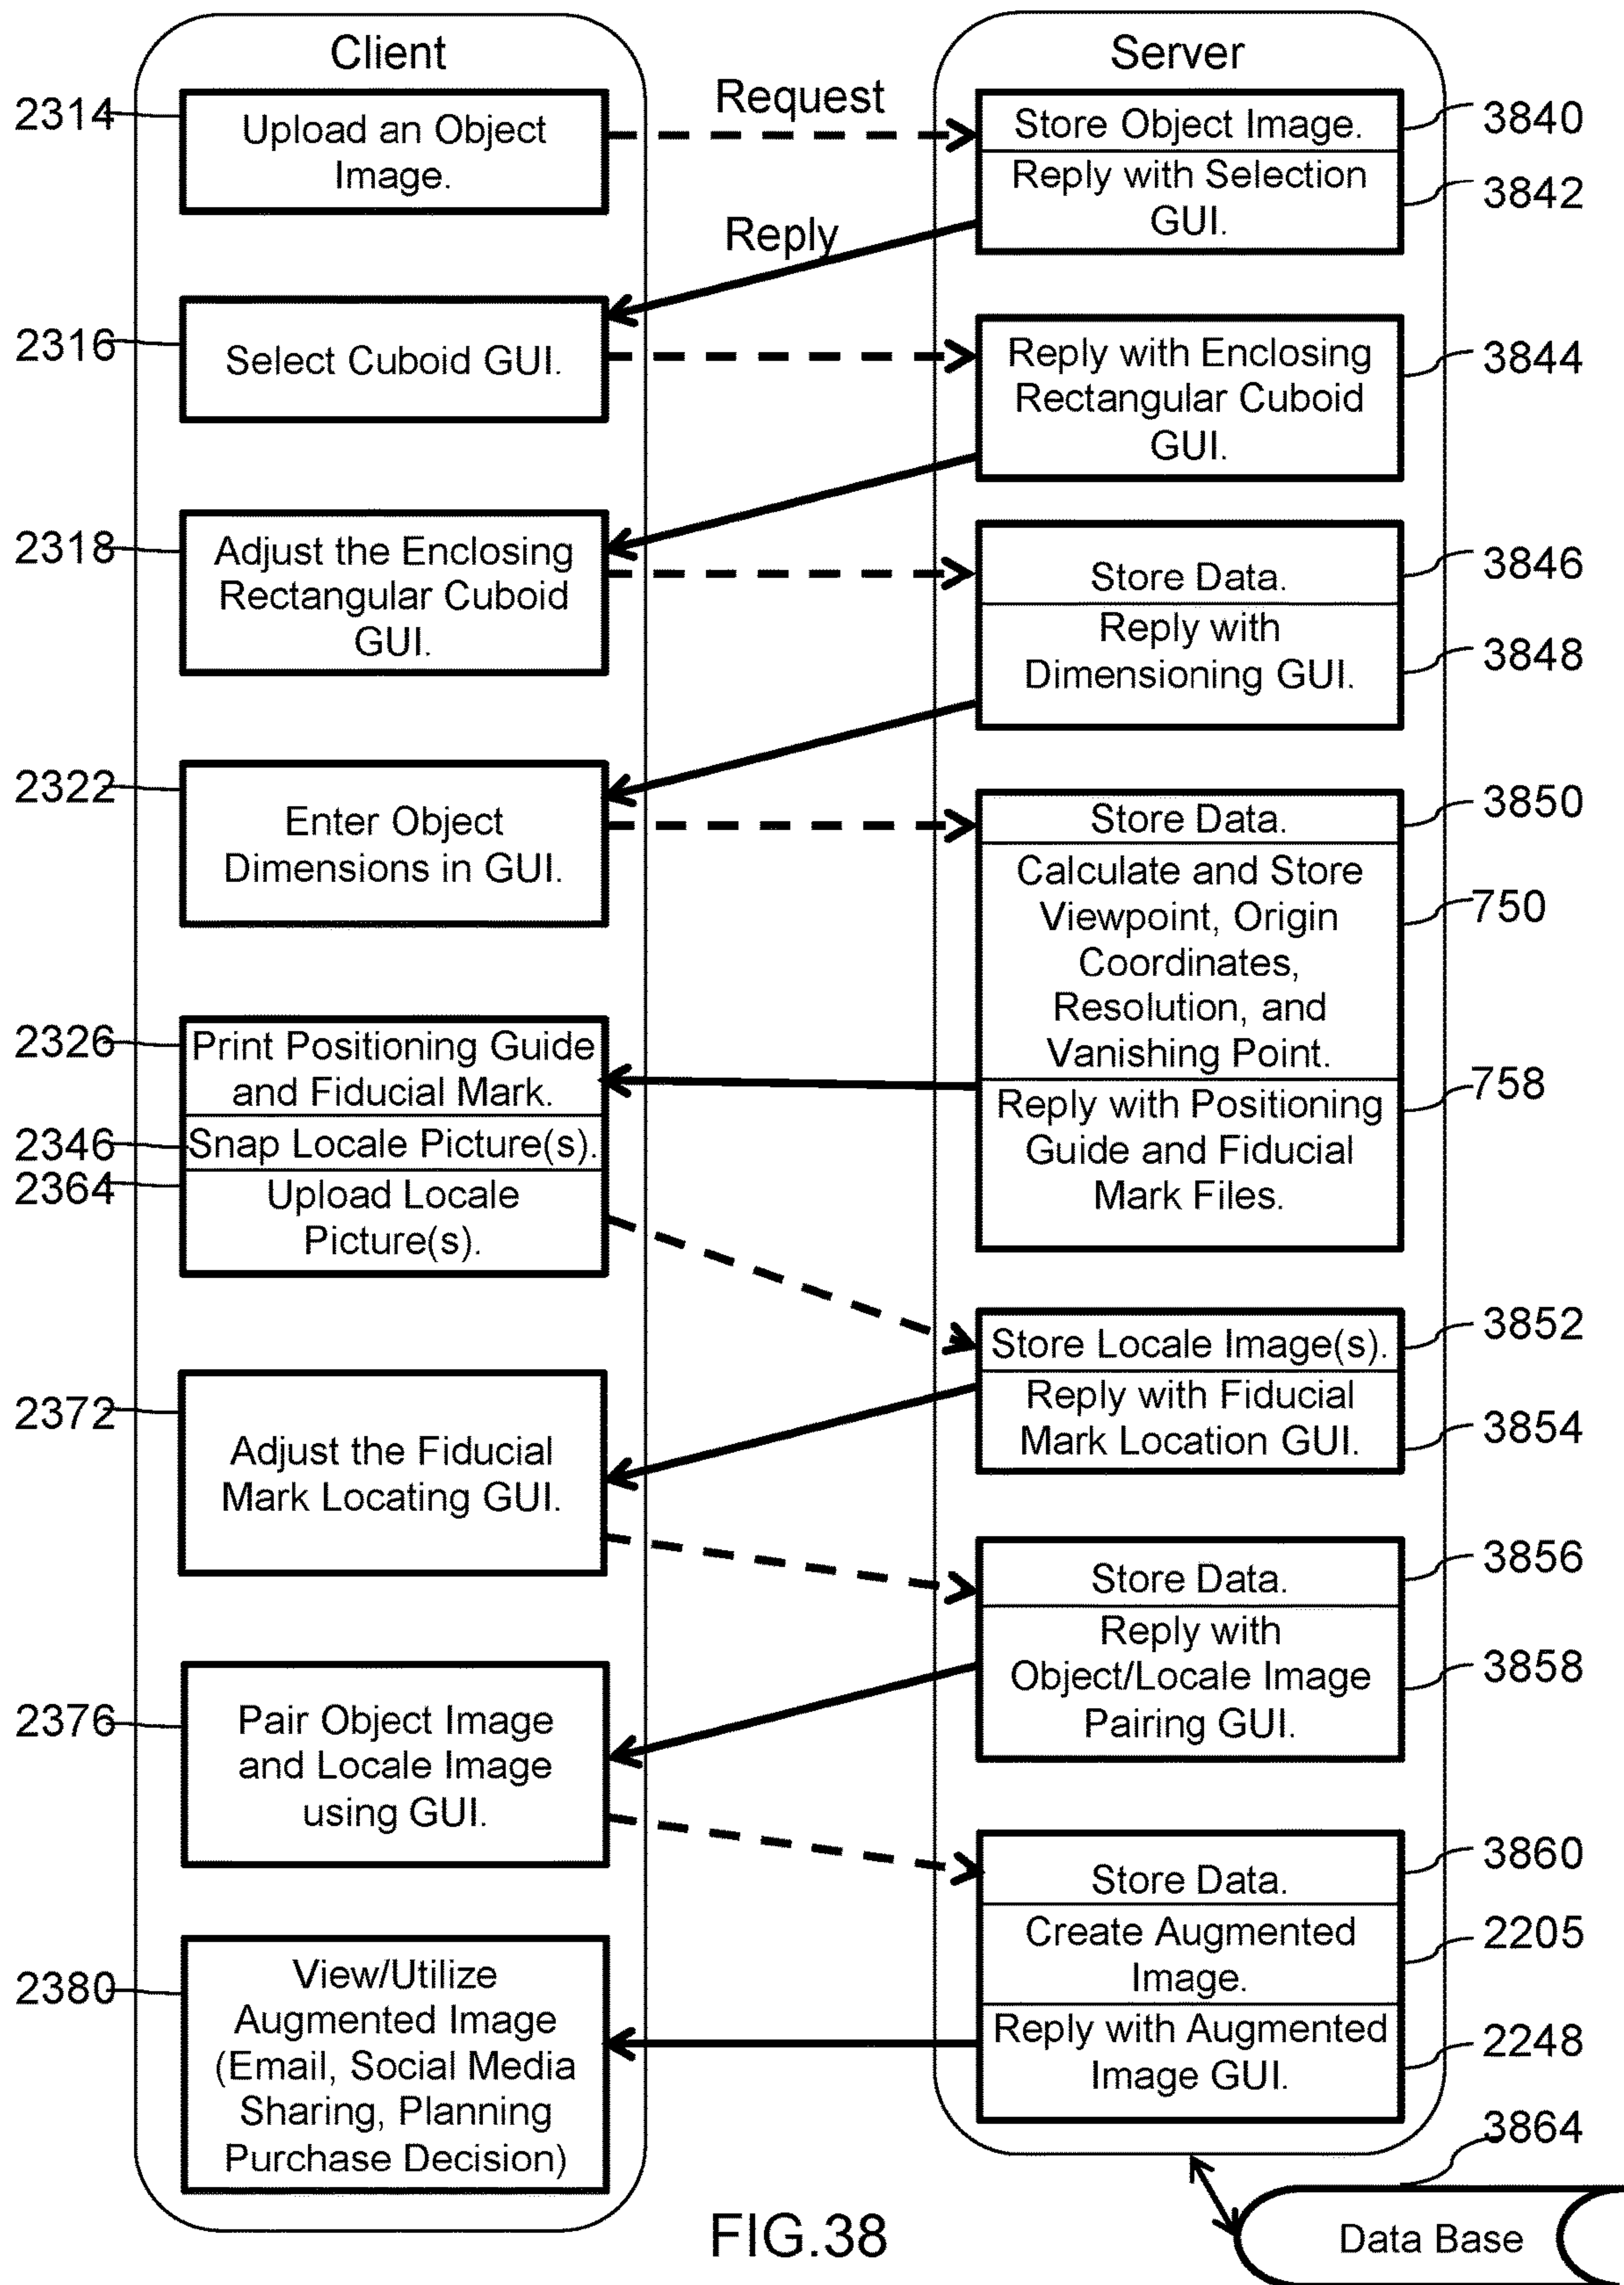 Client
Server
2314
Upload an Object
Image.
Request
Store Object Image.
3840
Reply with Selection
GUI.
3842
Reply
2316
Select Cuboid GUI.
Reply with Enclosing
Rectangular Cuboid
GUI.
3844
2318
Adjust the Enclosing
Rectangular Cuboid
GUI.
Store Data.
3846
Reply with
Dimensioning GUI.
3848
2322
Enter Object
Dimensions in GUI.
Store Data.
3850
Calculate and Store
Viewpoint, Origin
Coordinates,
Resolution, and
Vanishing Point.
750
2326
Print Positioning Guide
and Fiducial Mark.
Reply with Positioning
Guide and Fiducial
Mark Files.
758
2346
Snap Locale Picture(s).
2364
Upload Locale
Picture(s).
Store Locale Image(s).
3852
Reply with Fiducial
Mark Location GUI.
3854
2372
Adjust the Fiducial
Mark Locating GUI.
Store Data.
3856
Reply with
Object/Locale Image
Pairing GUI.
3858
2376
Pair Object Image
and Locale Image
using GUI.
Store Data.
3860
Create Augmented
Image.
2205
2380
View/Utilize
Augmented Image
(Email, Social Media
Sharing, Planning
Purchase Decision)
Reply with Augmented
Image GUI.
2248
3864
Data Base
FIG.38